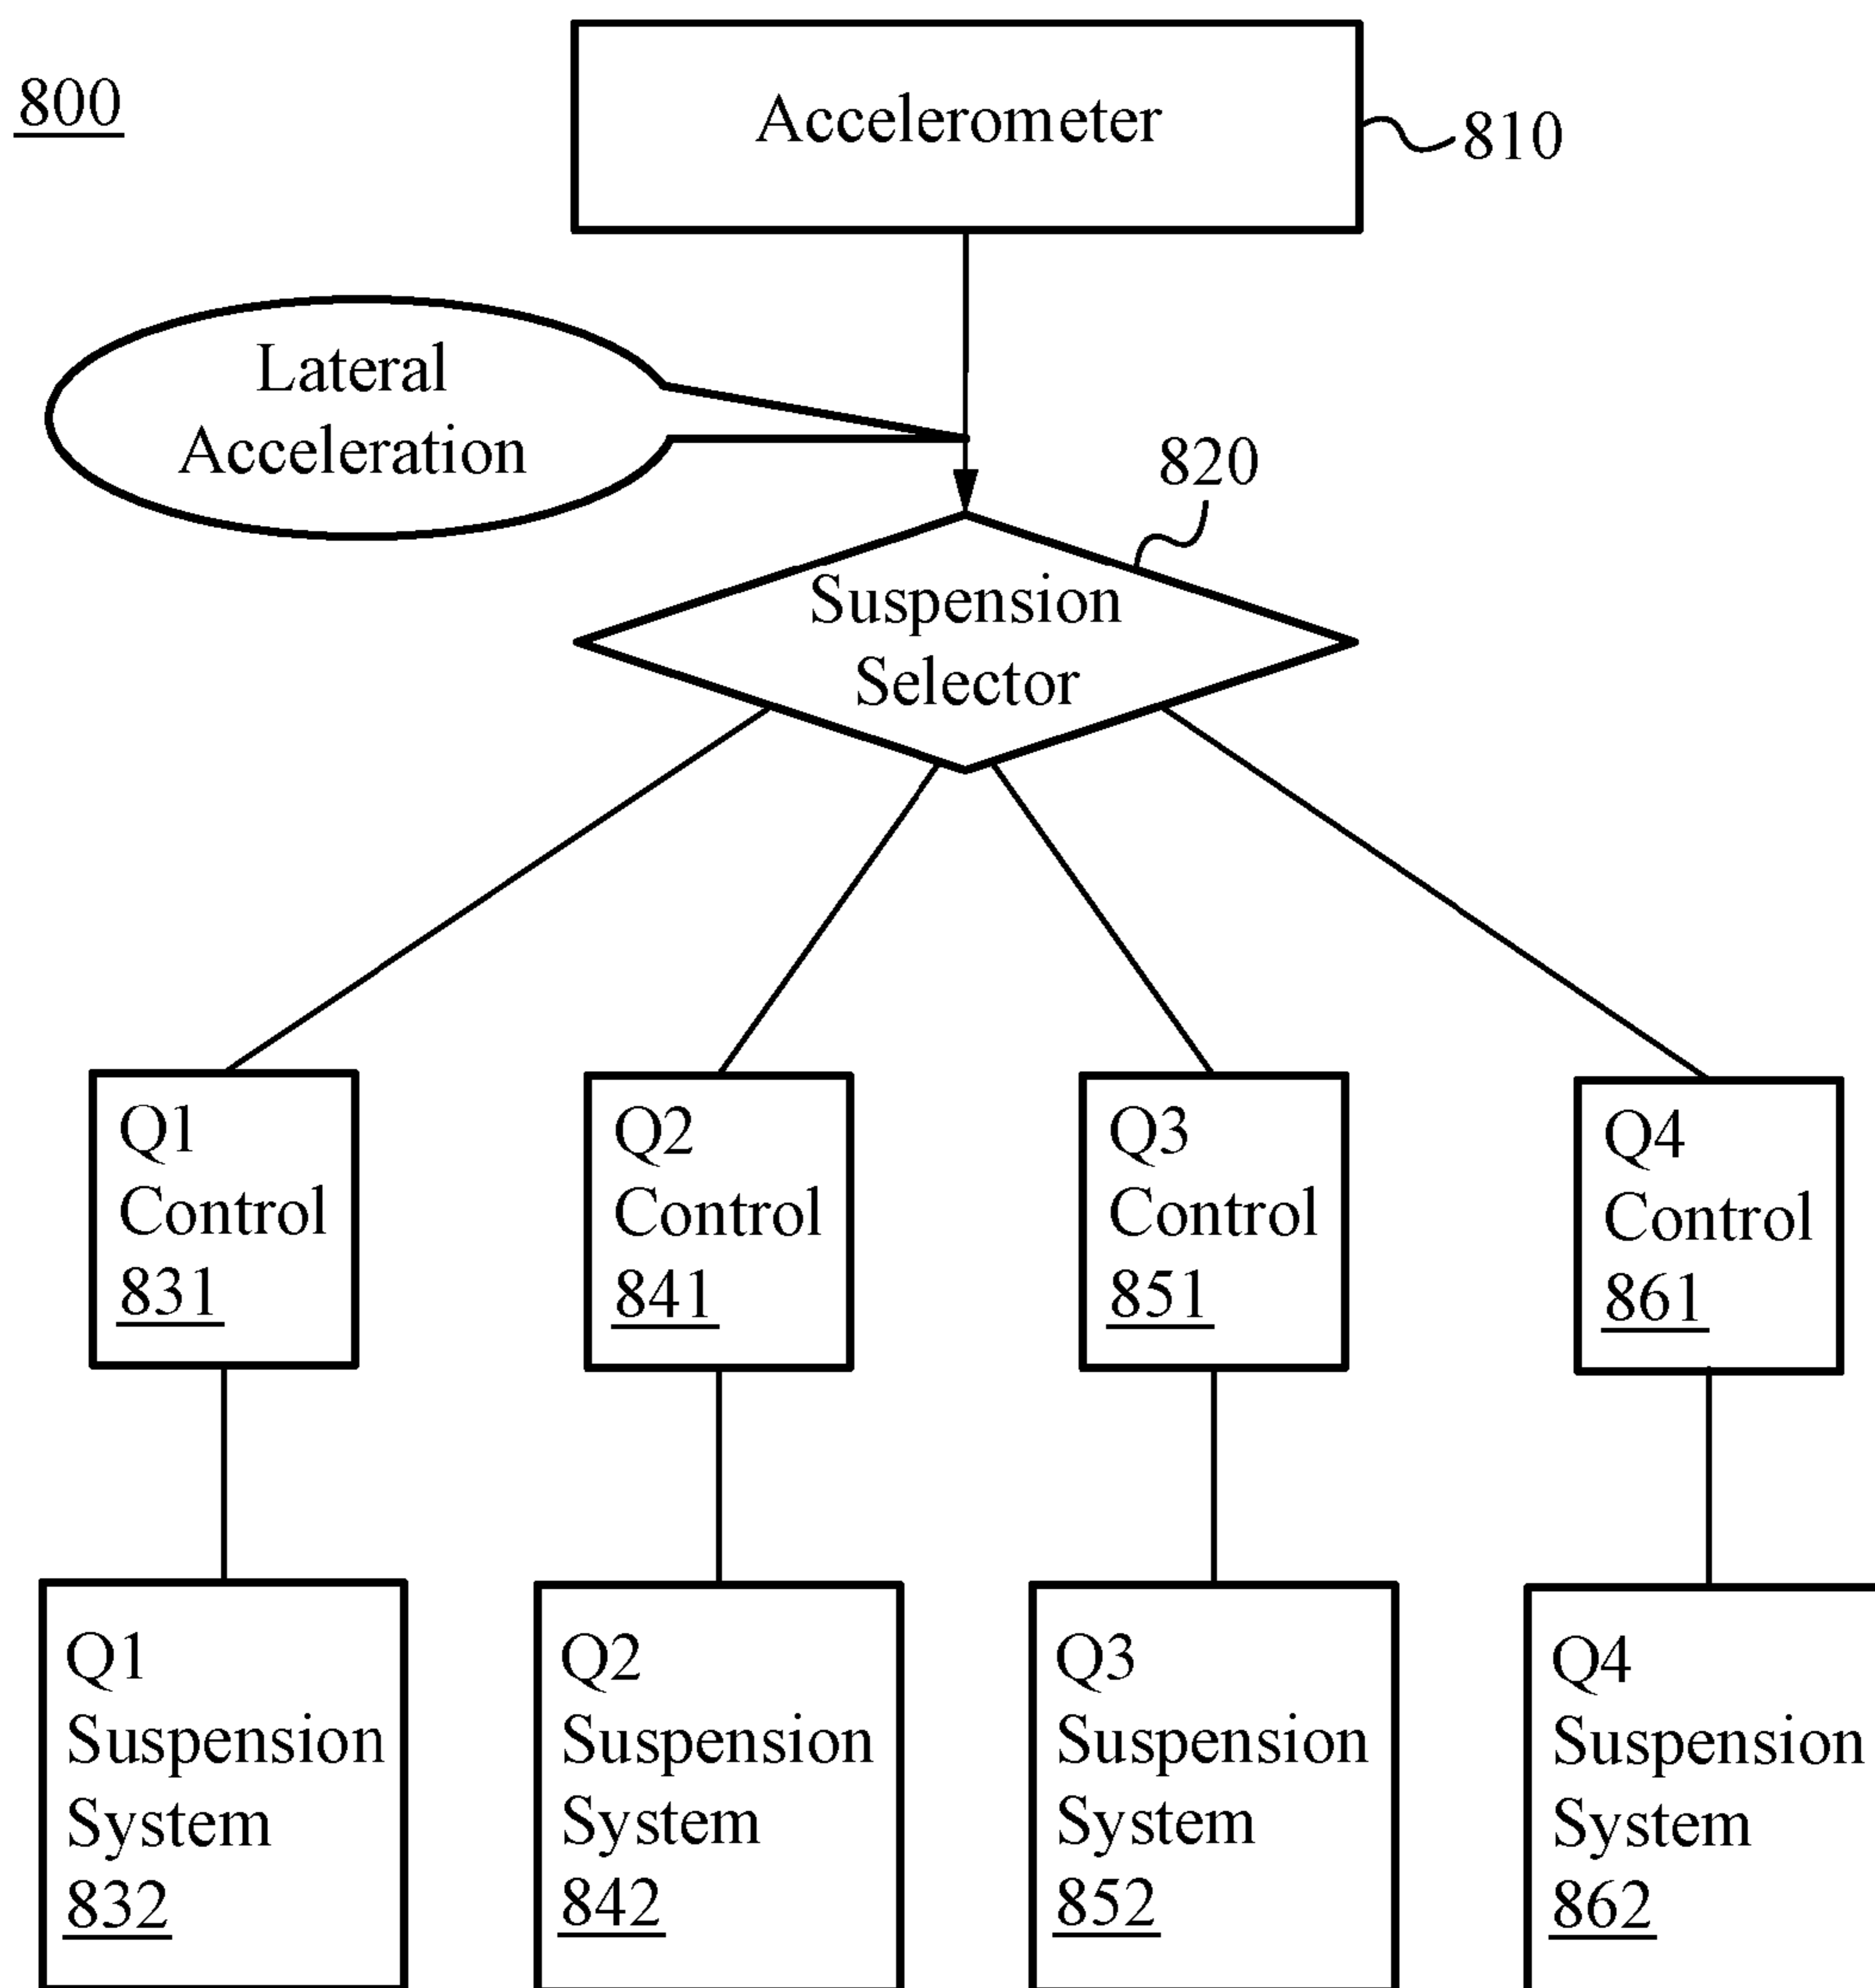 800
Accelerometer
810
Lateral
Acceleration
820
Suspension
Selector
Q1
Control
831
Q2
Control
841
Q3
Control
851
Q4
Control
861
Q1
Suspension
System
832
Q2
Suspension
System
842
Q3
Suspension
System
852
Q4
Suspension
System
862